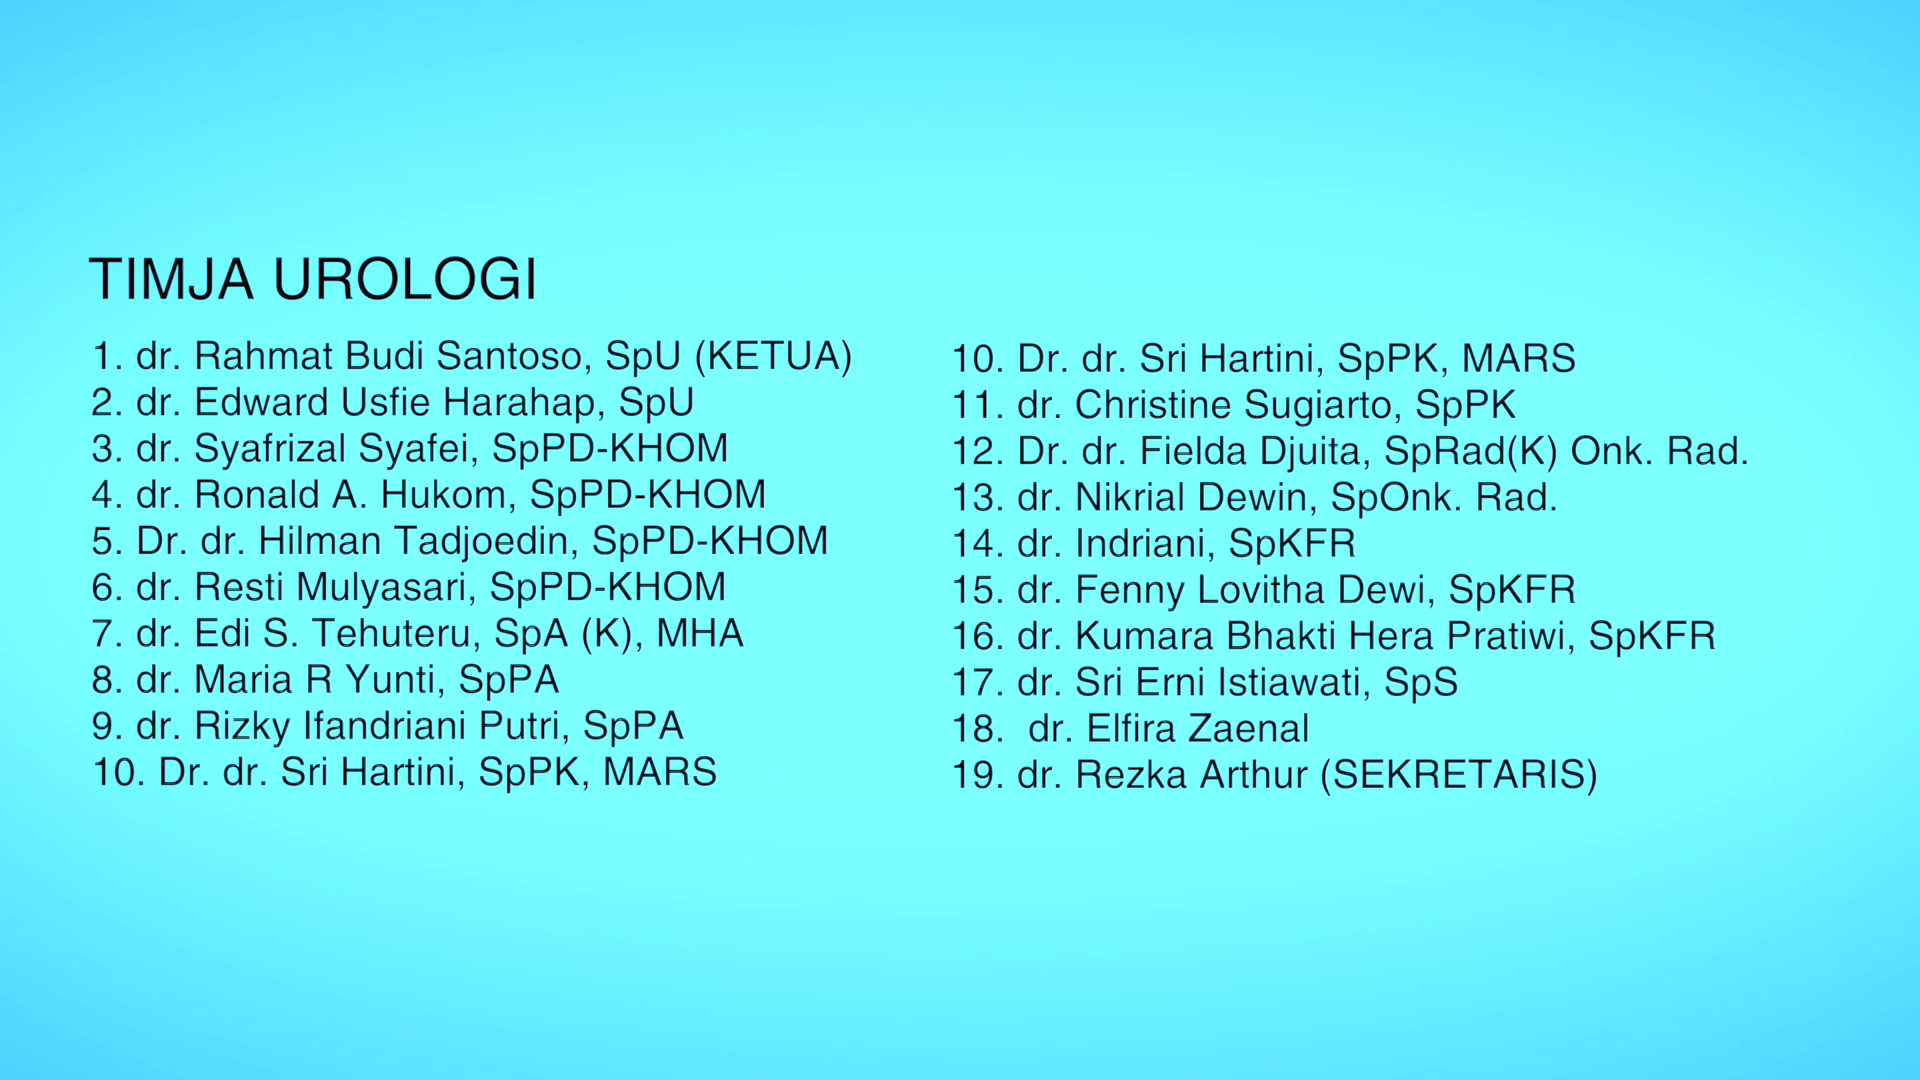 TIMJA UROLOGI
1. dr. Rahmat Budi Santoso, SpU (KETUA)
2. dr. Edward Usfie Harahap, SpU
3. dr. Syafrizal Syafei, SpPD-KHOM
4. dr. Ronald A. Hukom, SpPD-KHOM
5. Dr. dr. Hilman Tadjoedin, SpPD-KHOM
6. dr. Resti Mulyasari, SpPD-KHOM
7. dr. Edi S. Tehuteru, SpA (K), MHA
8. dr. Maria R Yunti, SpPA
9. dr. Rizky Ifandriani Putri, SpPA
10. Dr. dr. Sri Hartini, SpPK, MARS
10. Dr. dr. Sri Hartini, SpPK, MARS
11. dr. Christine Sugiarto, SpPK
12. Dr. dr. Fielda Djuita, SpRad(K) Onk. Rad.
13. dr. Nikrial Dewin, SpOnk. Rad.
14. dr. Indriani, SpKFR
15. dr. Fenny Lovitha Dewi, SpKFR
16. dr. Kumara Bhakti Hera Pratiwi, SpKFR
17. dr. Sri Erni Istiawati, SpS
18.  dr. Elfira Zaenal
19. dr. Rezka Arthur (SEKRETARIS)